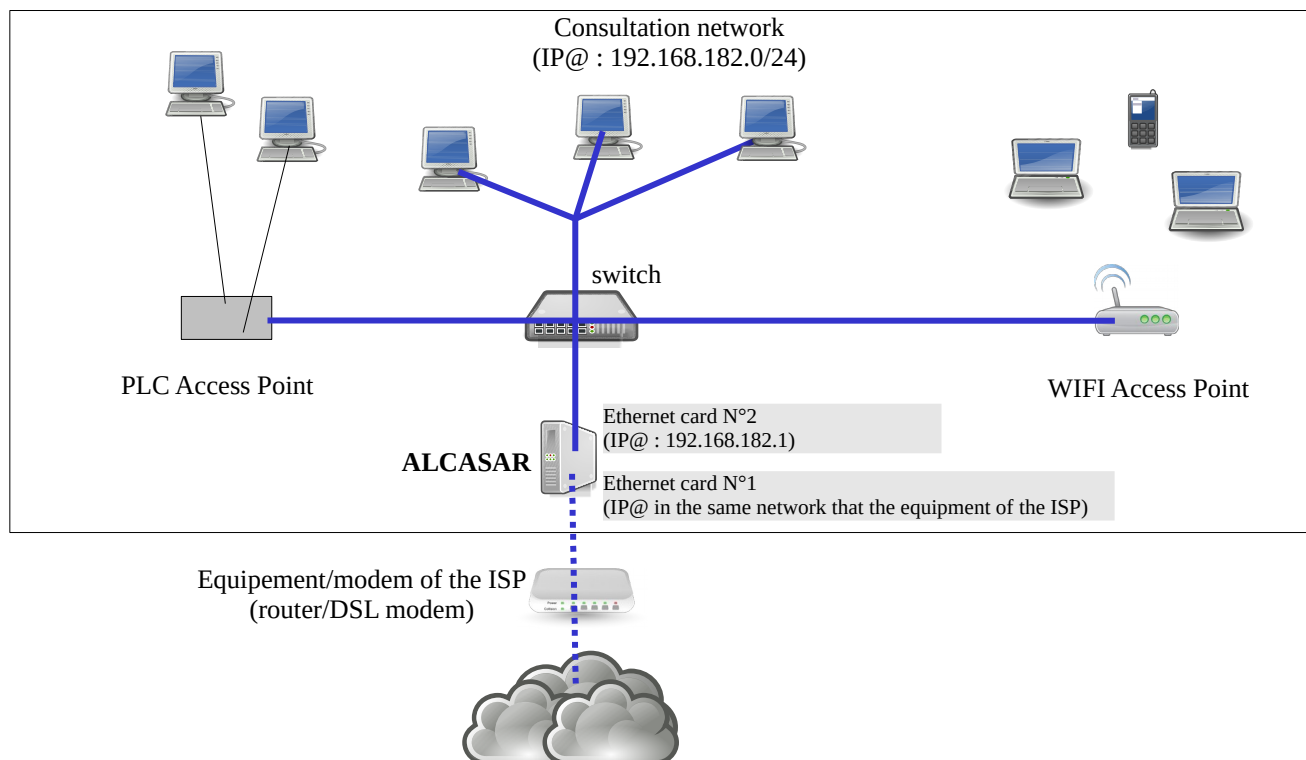 Consultation network
(IP@ : 192.168.182.0/24)
switch
PLC Access Point
WIFI Access Point
Ethernet card N°2
(IP@ : 192.168.182.1)
ALCASAR
Ethernet card N°1
(IP@ in the same network that the equipment of the ISP)
Equipement/modem of the ISP
(router/DSL modem)
Power
Collision